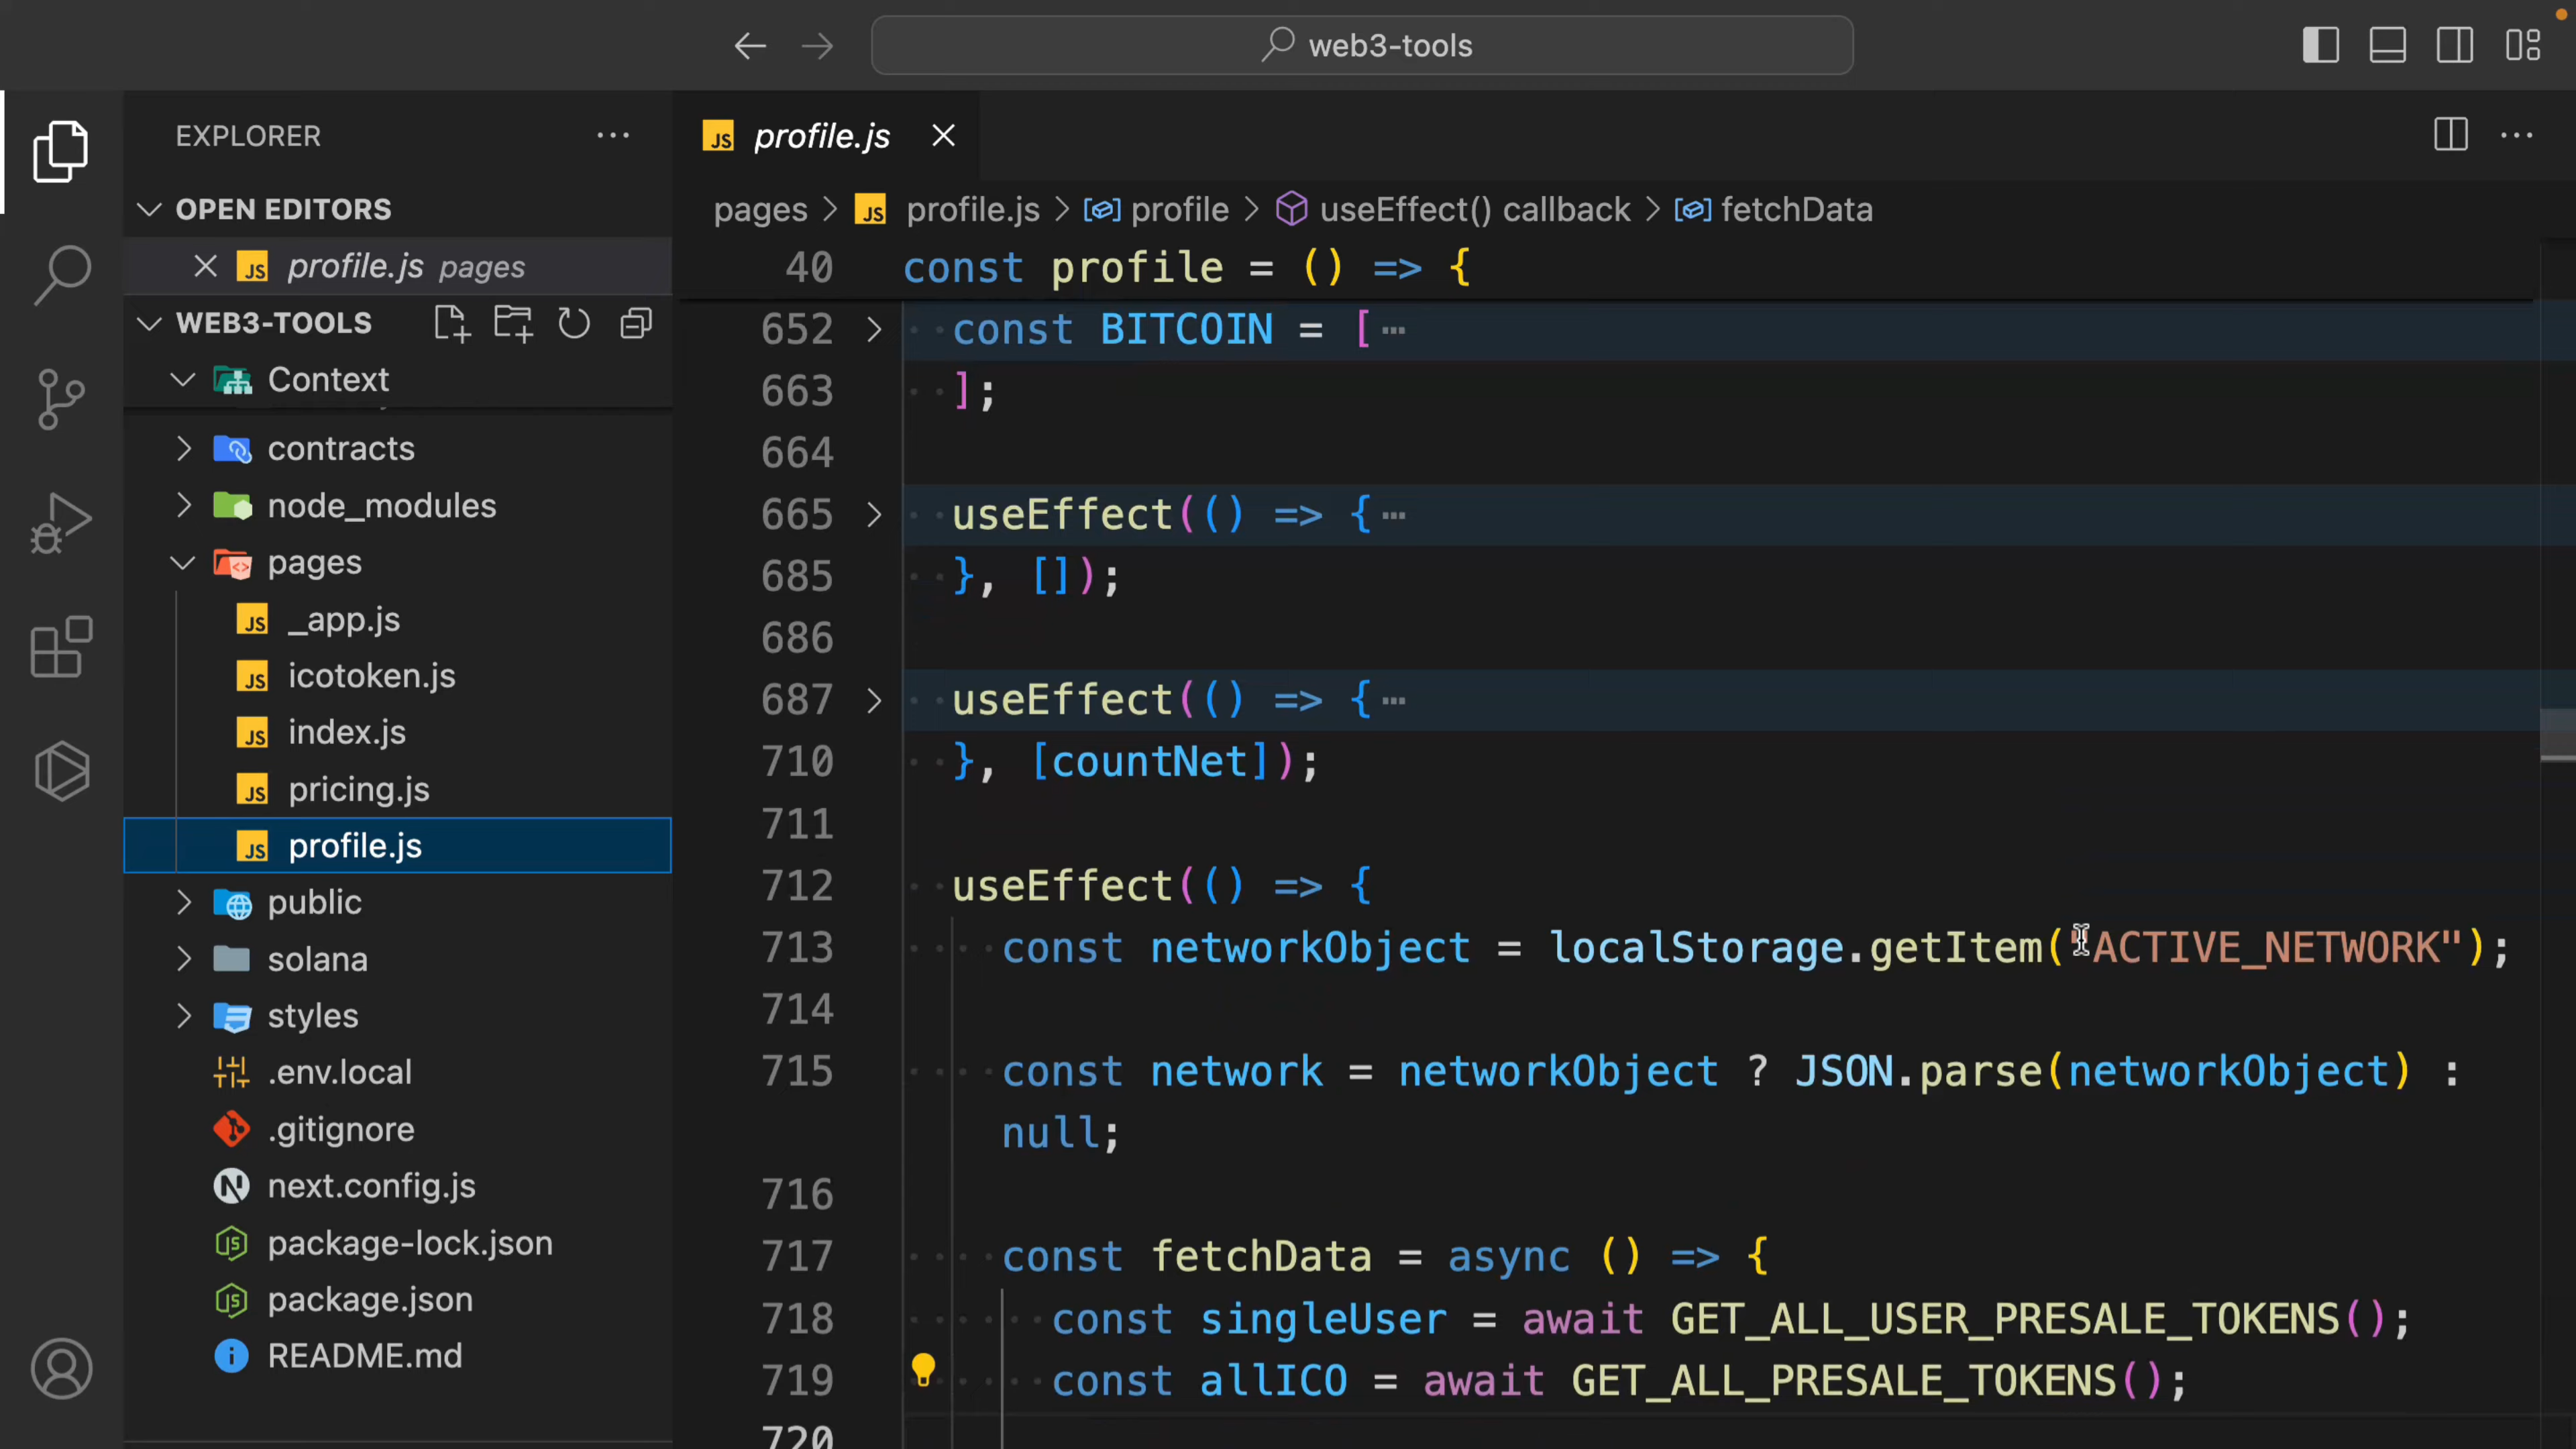 web3-tools
EXPLORER
OPEN EDITORS
profile.js pages
WEB3-TOOLS
Context
contracts
node_modules
pages
_app.js
icotoken.js
index.js
pricing.js
profile.js
public
solana
styles
.env.local
.gitignore
next.config.js
package-lock.json
package.json
README.md
profile.js
pages > profile.js > profile > useEffect() callback > fetchData
40 const profile = () => {
652 const BITCOIN = [
663 ];
664
665 useEffect(() => {
685 }, []);
686
687 useEffect(() => {
710 }, [countNet]);
711
712 useEffect(() => {
713 const networkObject = localStorage.getItem("ACTIVE_NETWORK");
714
715 const network = networkObject ? JSON.parse(networkObject) :
null;
716
717 const fetchData = async () => {
718 const singleUser = await GET_ALL_USER_PRESALE_TOKENS();
719 const allICO = await GET_ALL_PRESALE_TOKENS();
720